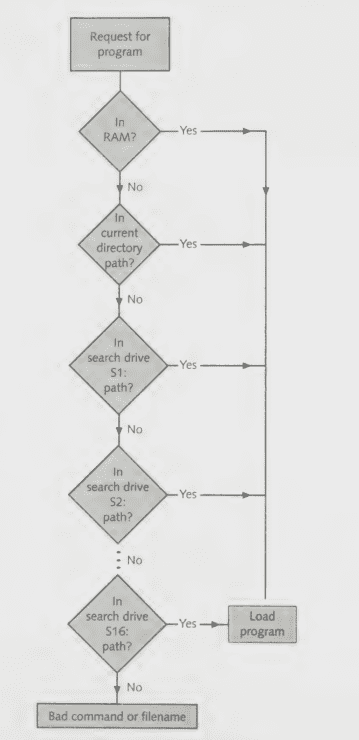 Request for
program
In
RAM?
Yes
No
In
current
directory
path?
Yes
No
In
search drive
S1:
path?
Yes
No
In
search drive
S2:
path?
Yes
No
In
search drive
S16:
path?
Yes
Load
program
No
Bad command or filename